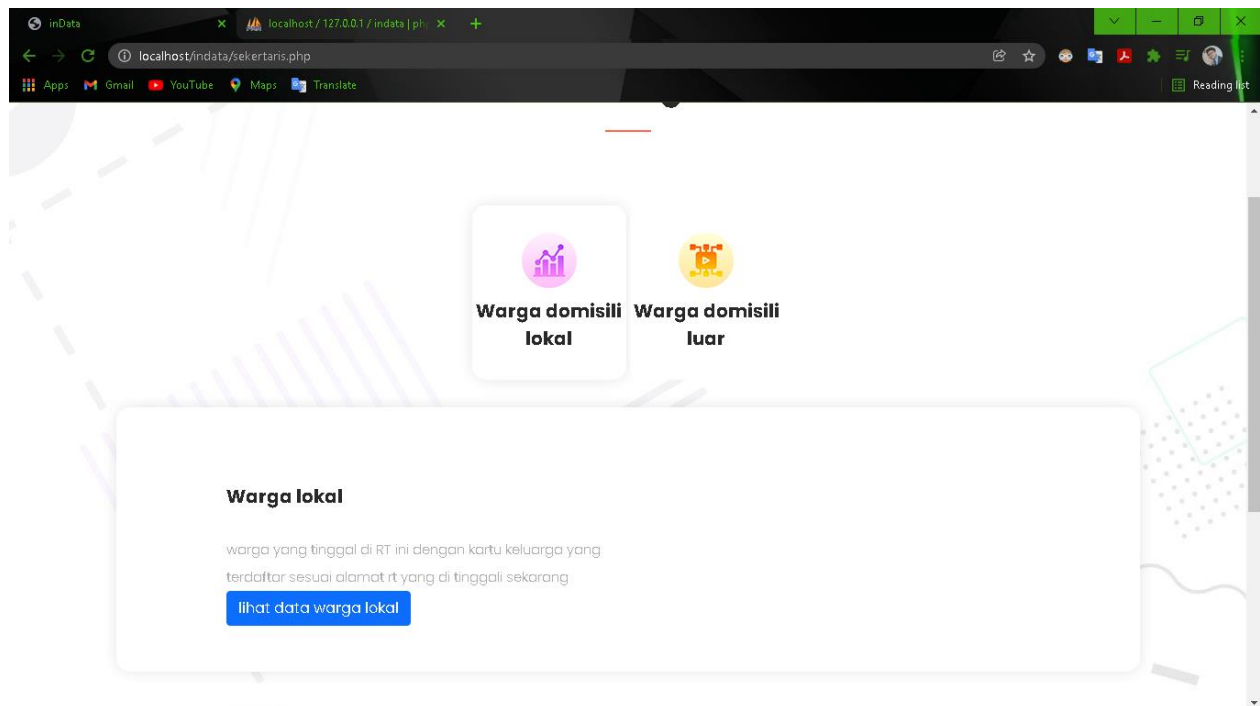 inData
localhost / 127.0.0.1 / indata | ph
localhost/indata/sekertaris.php
Apps Gmail YouTube Maps Translate
Reading list
Warga domisili
lokal
Warga domisili
luar
Warga lokal
warga yang tinggal di RT ini dengan kartu keluarga yang
terdaftar sesuai alamat rt yang di tinggali sekarang
lihat data warga lokal